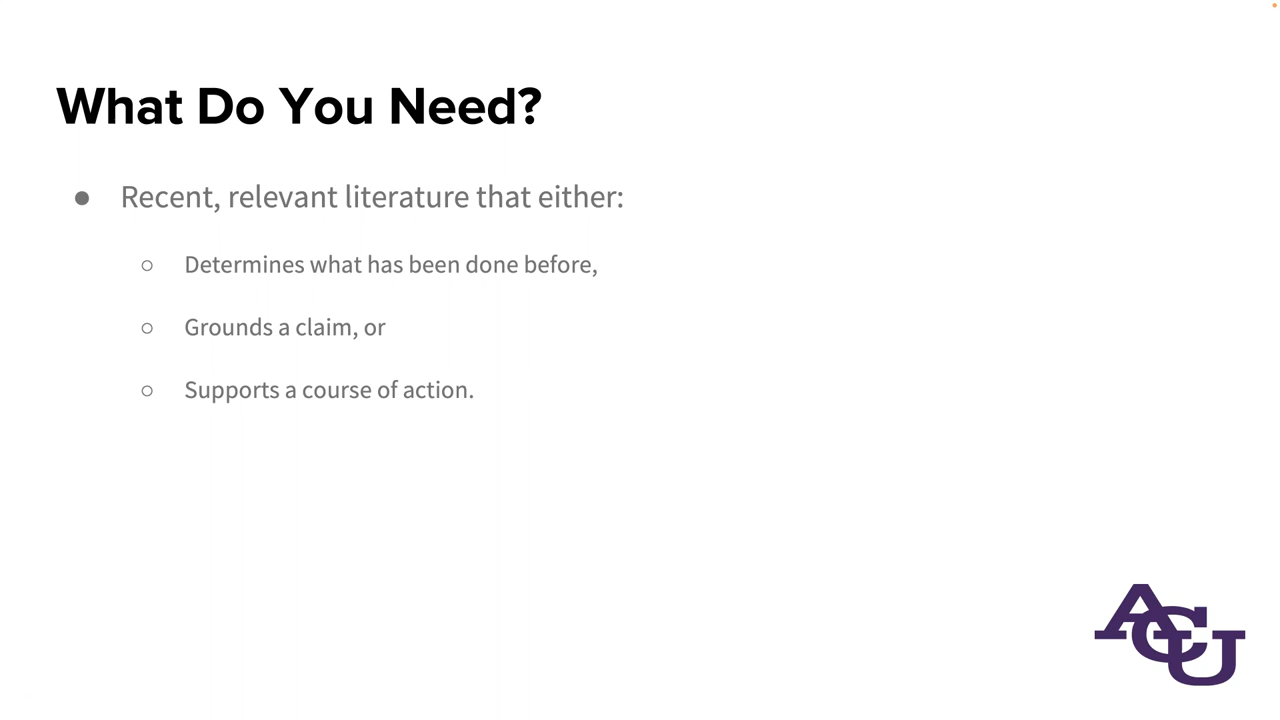 What Do You Need?
● Recent, relevant literature that either:
○ Determines what has been done before,
○ Grounds a claim, or
○ Supports a course of action.
ACU